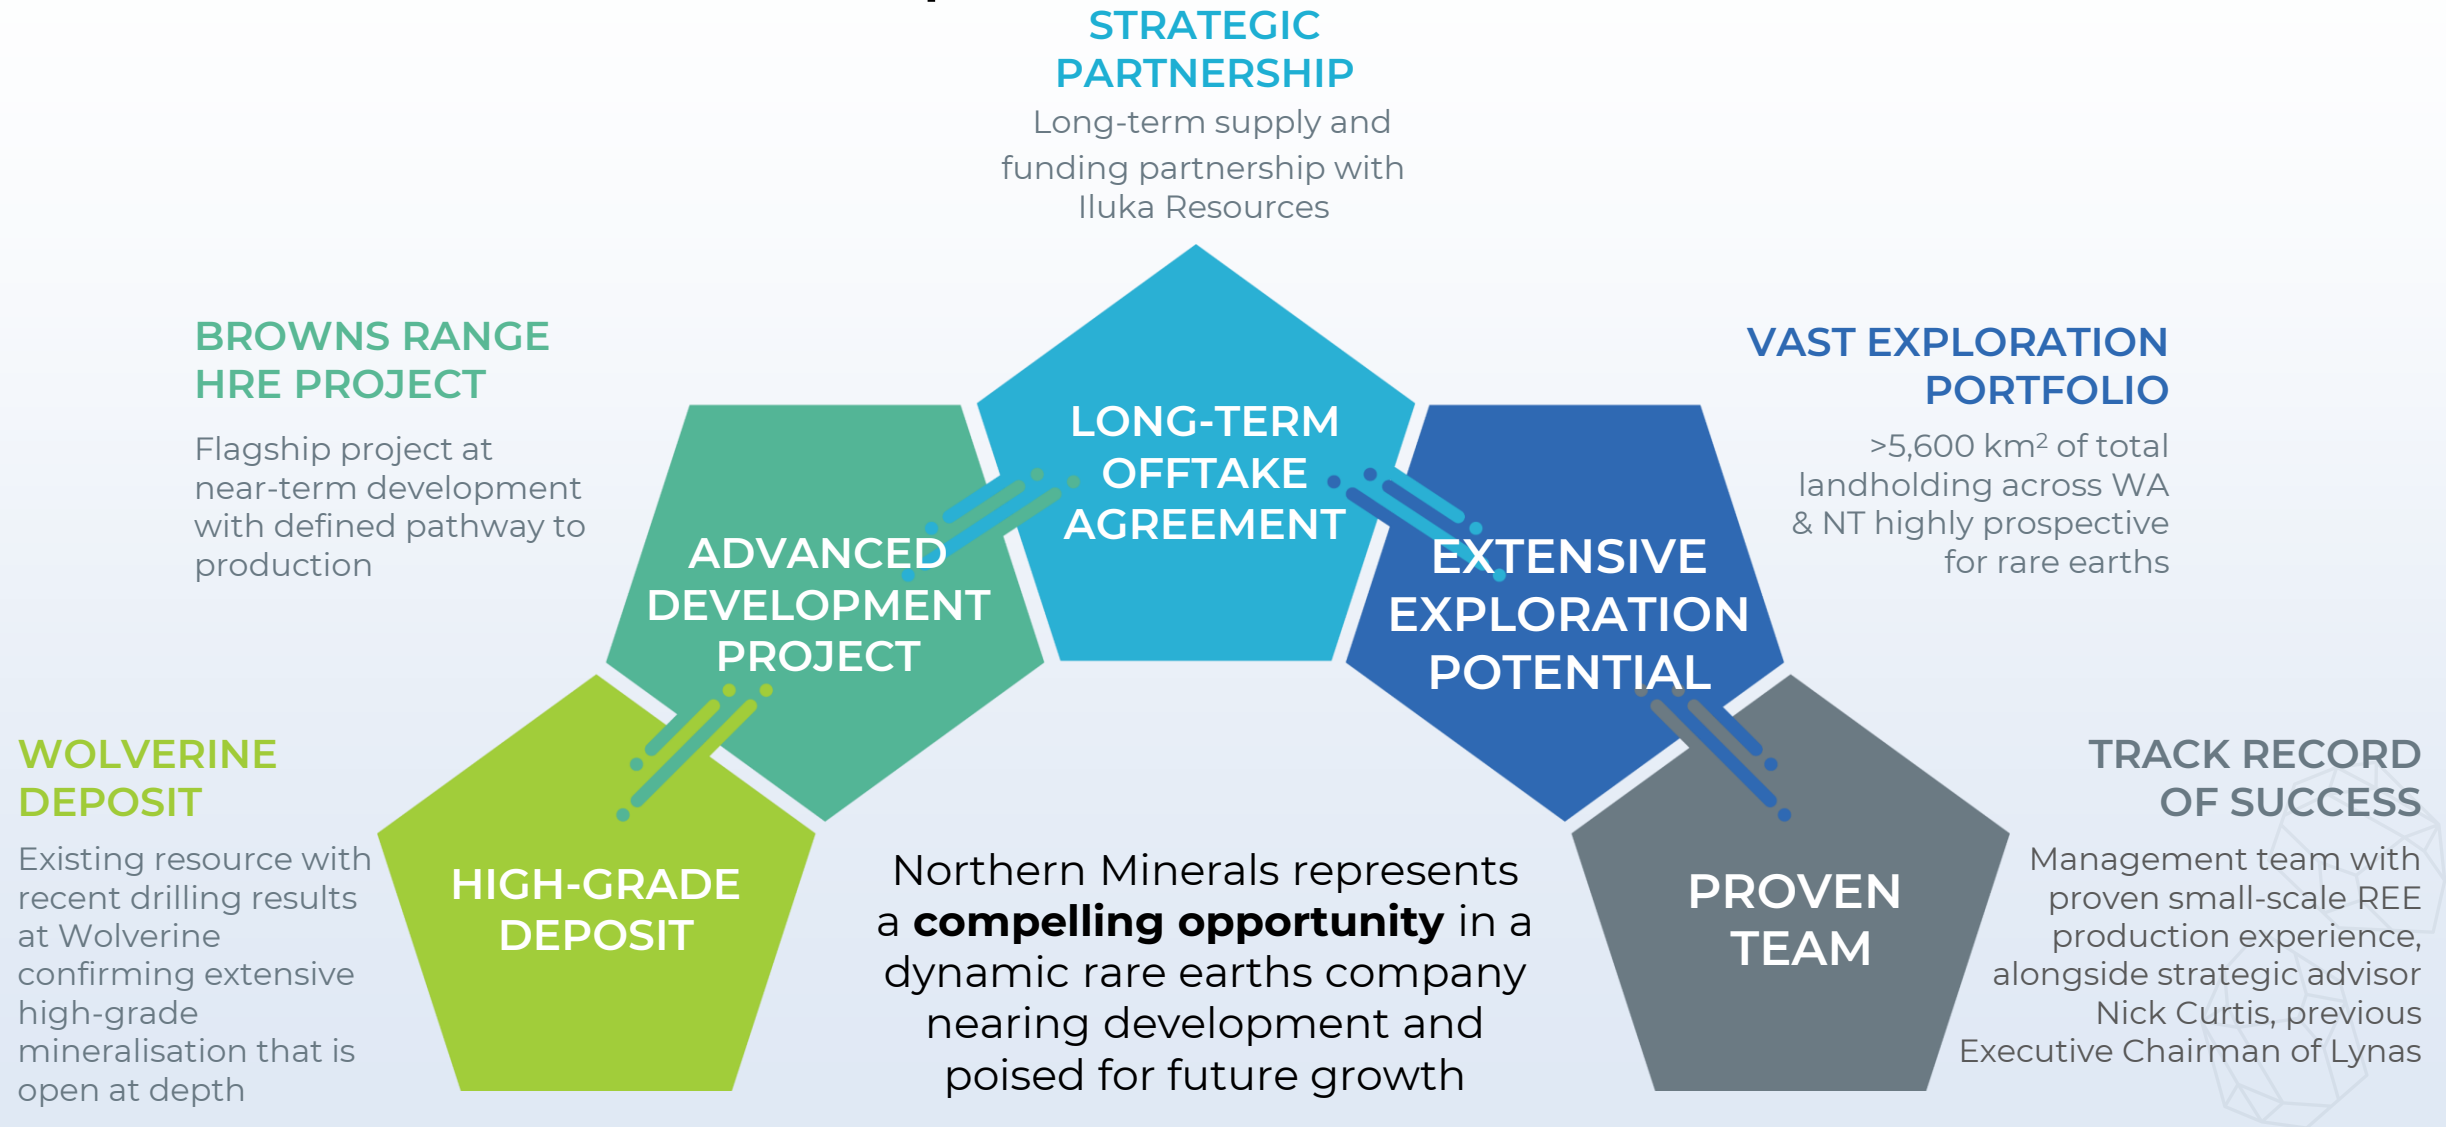 STRATEGIC
PARTNERSHIP
Long-term supply and
funding partnership with
Iluka Resources
BROWNS RANGE
HRE PROJECT
Flagship project at
near-term development
with defined pathway to
production
VAST EXPLORATION
PORTFOLIO
>5,600 km² of total
landholding across WA
& NT highly prospective
for rare earths
LONG-TERM
OFFTAKE
AGREEMENT
ADVANCED
DEVELOPMENT
PROJECT
EXTENSIVE
EXPLORATION
POTENTIAL
WOLVERINE
DEPOSIT
Existing resource with
recent drilling results
at Wolverine
confirming extensive
high-grade
mineralisation that is
open at depth
HIGH-GRADE
DEPOSIT
Northern Minerals represents
a compelling opportunity in a
dynamic rare earths company
nearing development and
poised for future growth
PROVEN
TEAM
TRACK RECORD
OF SUCCESS
Management team with
proven small-scale REE
production experience,
alongside strategic advisor
Nick Curtis, previous
Executive Chairman of Lynas